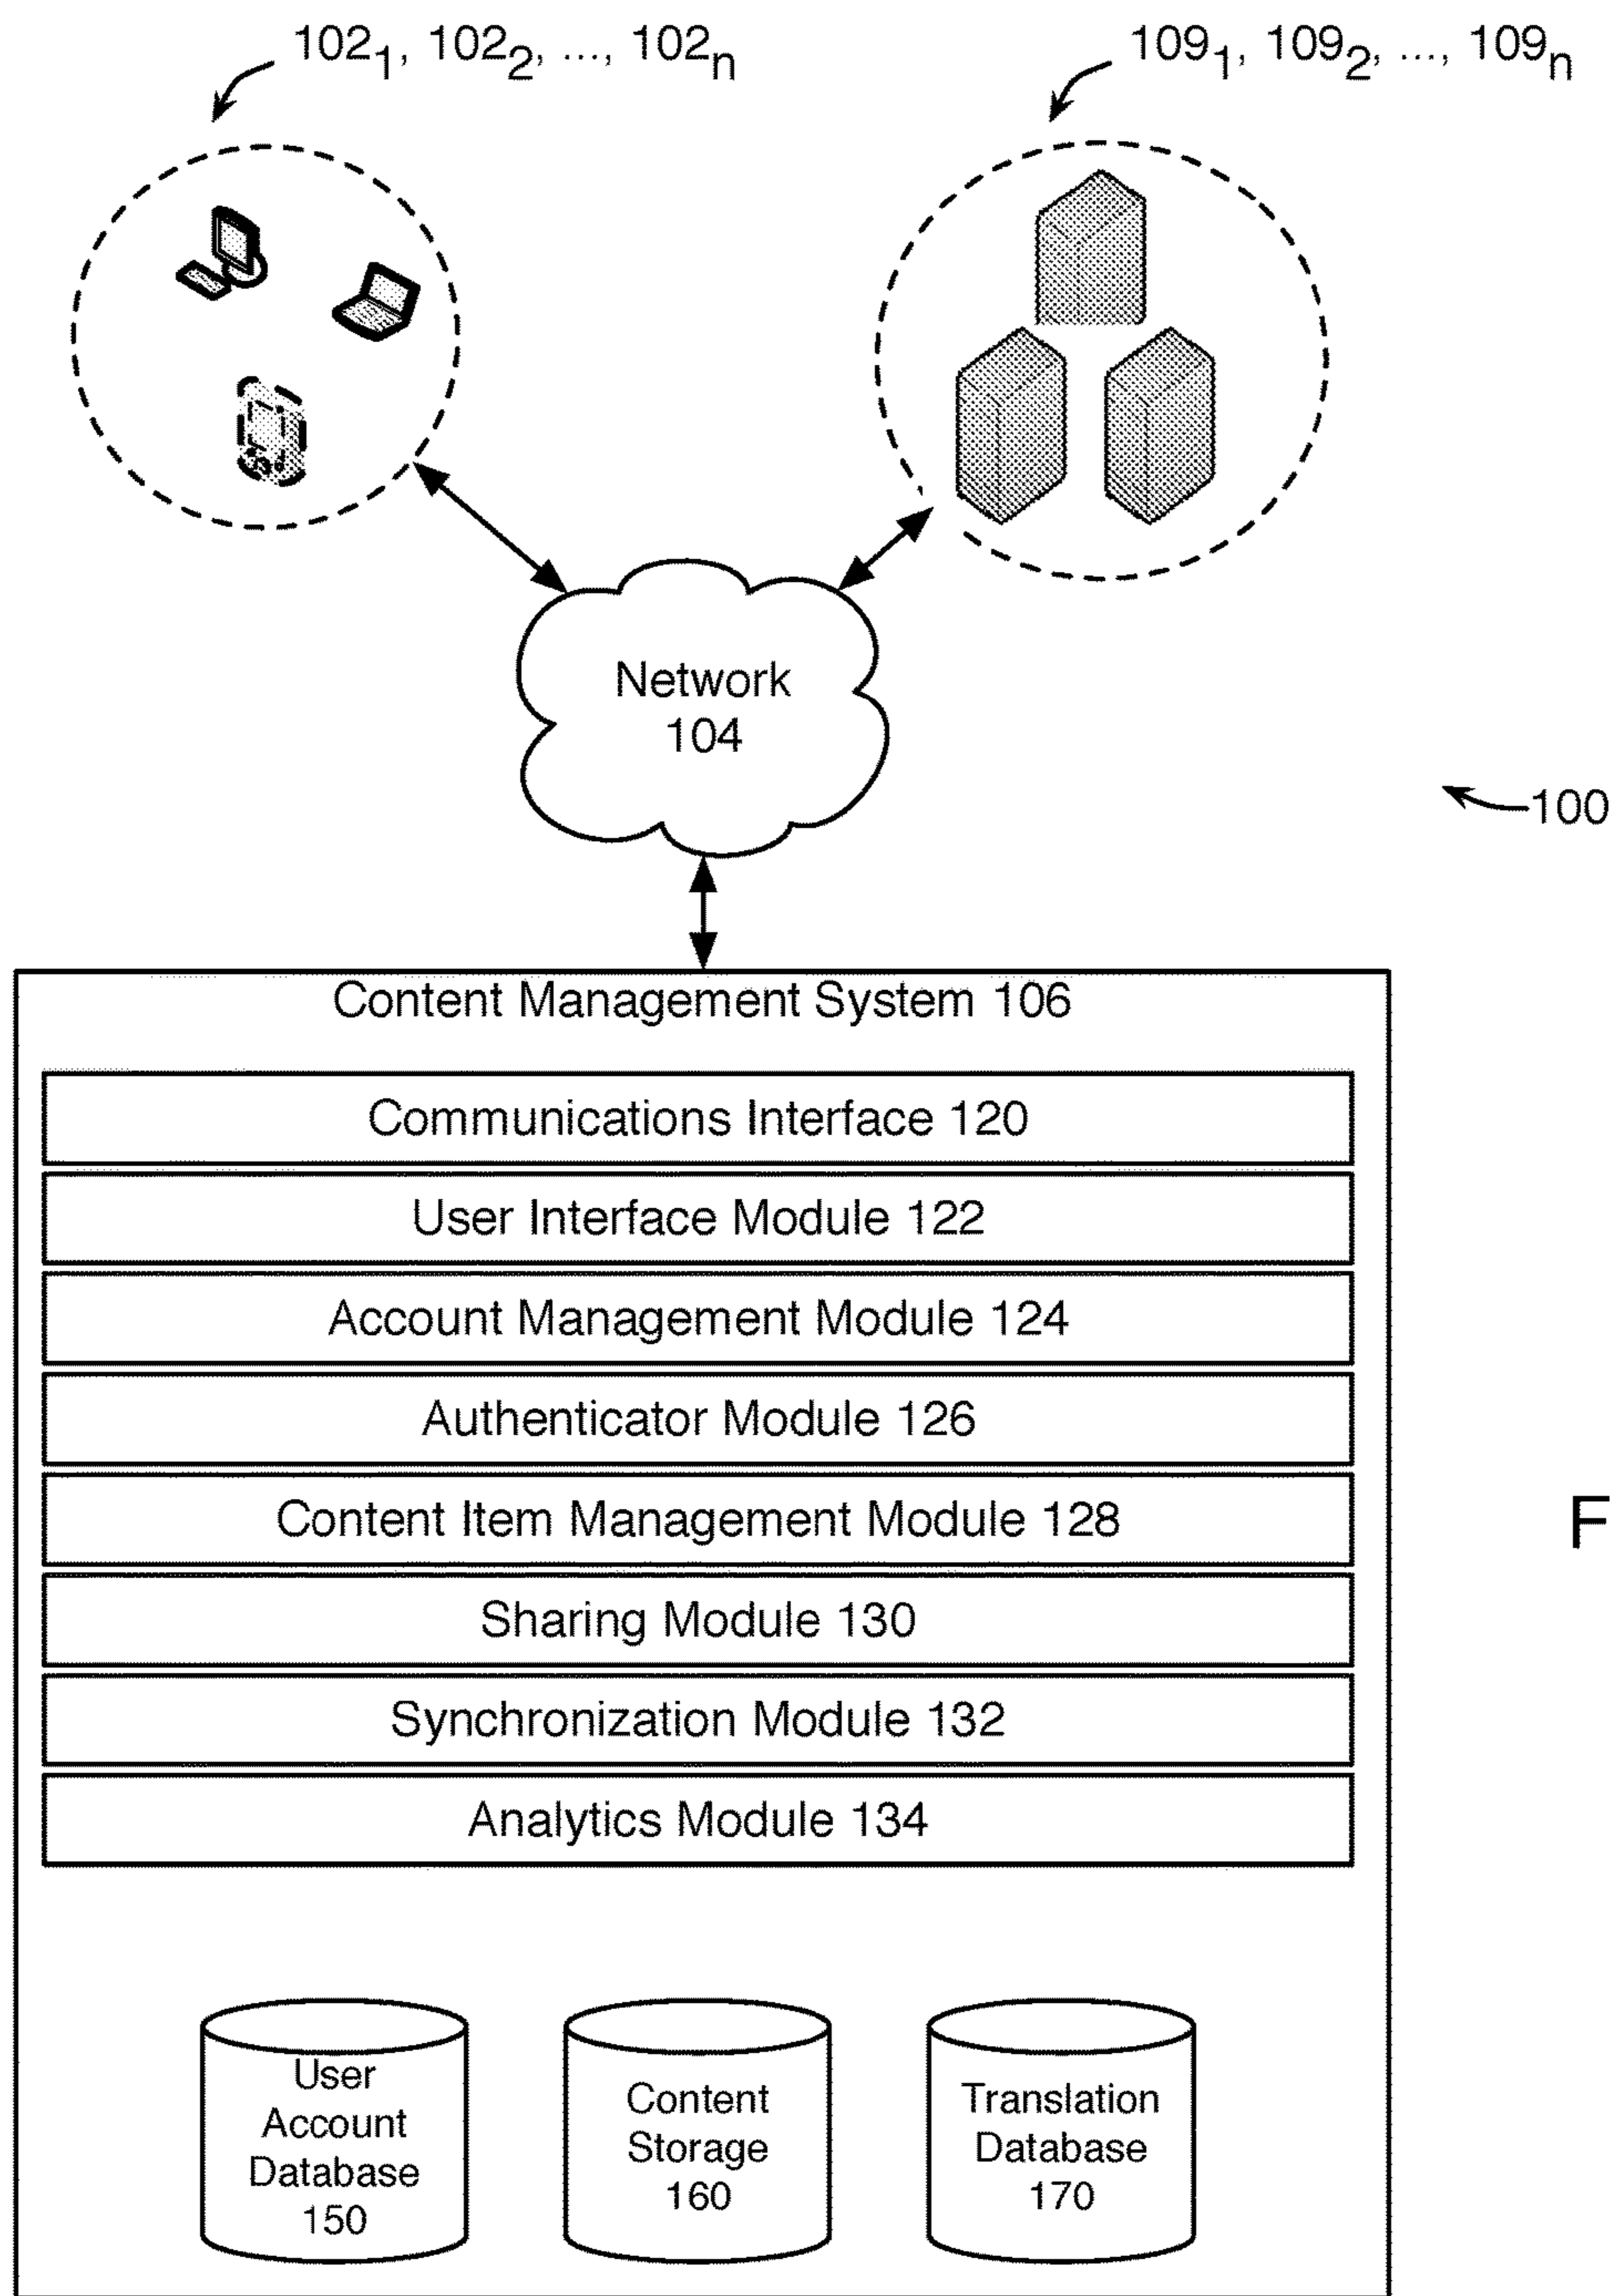 102₁, 102₂, ..., 102ₙ
109₁, 109₂, ..., 109ₙ
Network
104
100
Content Management System 106
Communications Interface 120
User Interface Module 122
Account Management Module 124
Authenticator Module 126
Content Item Management Module 128
F
Sharing Module 130
Synchronization Module 132
Analytics Module 134
User
Account
Database
150
Content
Storage
160
Translation
Database
170